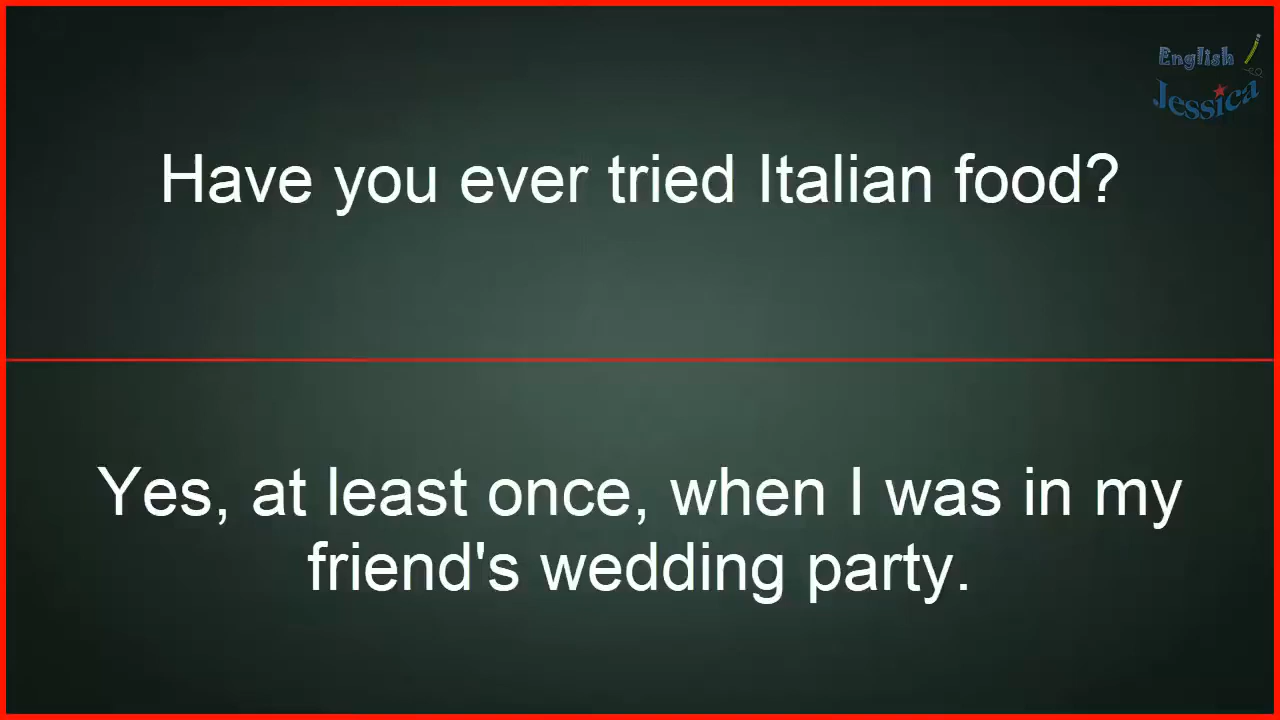 English
Jessica
Have you ever tried Italian food?
Yes, at least once, when I was in my
friend's wedding party.